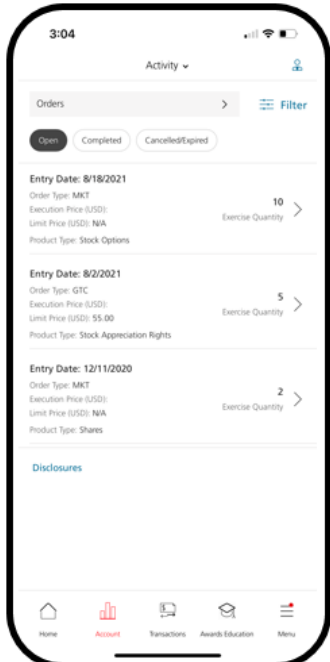 3:04
Activity
Orders
Filter
Open Completed Cancelled/Expired
Entry Date: 8/18/2021
Order Type: MKT
Execution Price (USD):
Limit Price (USD): N/A
Product Type: Stock Options
10
Exercise Quantity
Entry Date: 8/2/2021
Order Type: GTC
Execution Price (USD):
Limit Price (USD): 55.00
Product Type: Stock Appreciation Rights
5
Exercise Quantity
Entry Date: 12/11/2020
Order Type: MKT
Execution Price (USD):
Limit Price (USD): N/A
Product Type: Shares
2
Exercise Quantity
Disclosures
Home Account Transactions Awards Education Menu